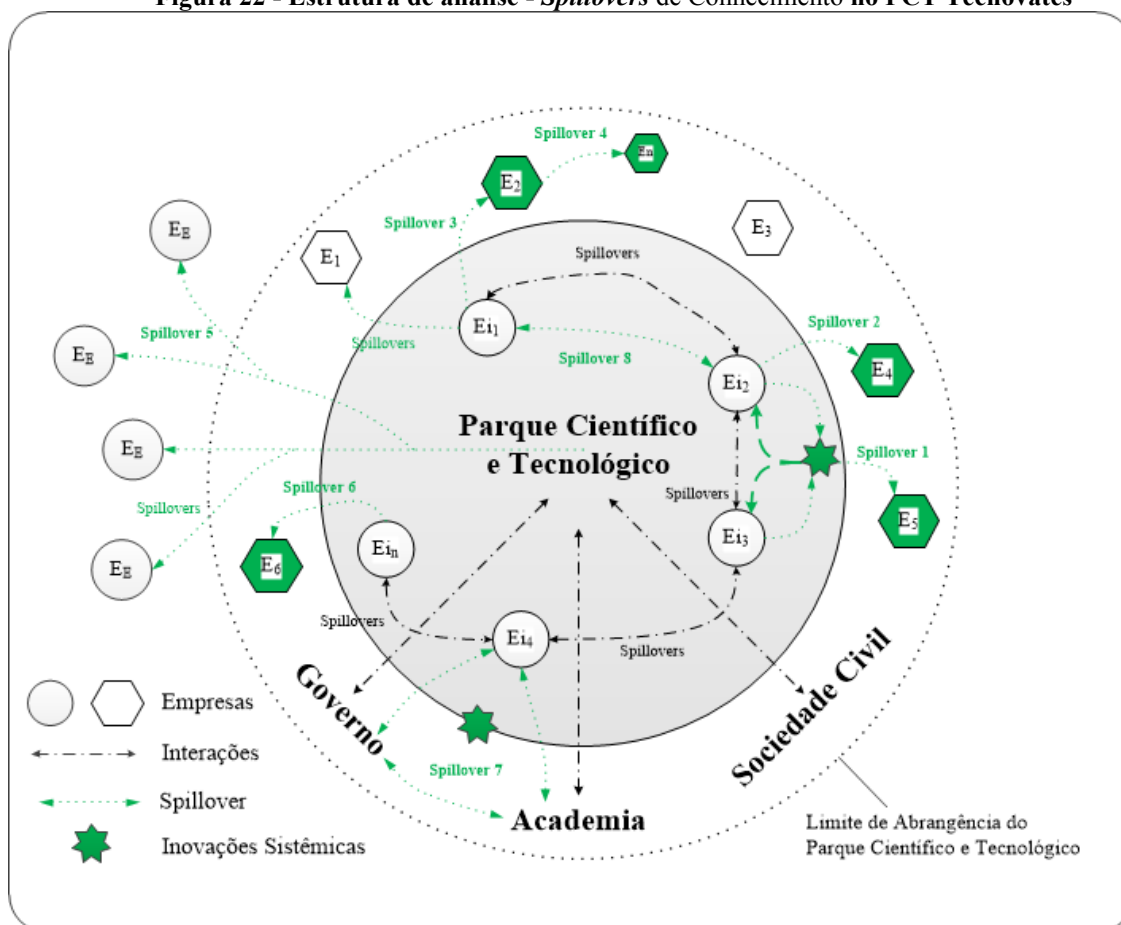 Figura 22 - Estrutura de análise - Spillovers de Conhecimento no PCT Tecnovates
Spillover 4
En
E2
Spillover 3
EE
E1
E3
Spillovers
Spillover 5
Spillovers
Ei1
Spillover 2
EE
Spillover 8
Ei2
E4
Parque Científico
e Tecnológico
EE
Spillover 1
Spillover 6
Spillovers
Spillovers
E5
Ein
Ei3
EE
E6
Spillovers
Ei4
Spillovers
Governo
Sociedade Civil
Empresas
Interações
Spillover 7
Spillover
Academia
Limite de Abrangência do
Parque Científico e Tecnológico
Inovações Sistêmicas